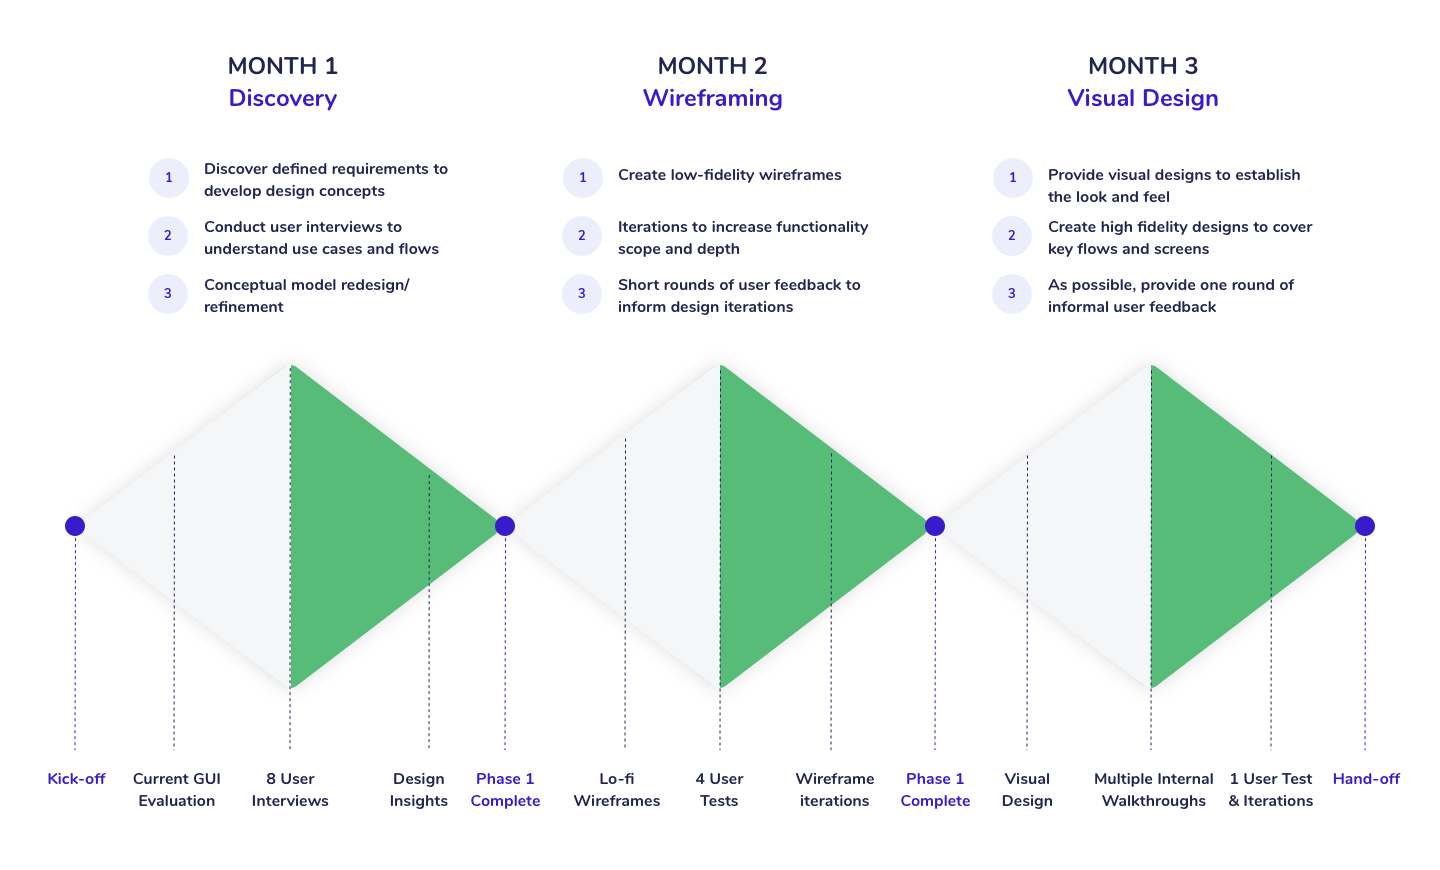 MONTH 1
Discovery
1
Discover defined requirements to
develop design concepts
2
Conduct user interviews to
understand use cases and flows
3
Conceptual model redesign/
refinement
MONTH 2
Wireframing
1
Create low-fidelity wireframes
2
Iterations to increase functionality
scope and depth
3
Short rounds of user feedback to
inform design iterations
MONTH 3
Visual Design
1
Provide visual designs to establish
the look and feel
2
Create high fidelity designs to cover
key flows and screens
3
As possible, provide one round of
informal user feedback
Kick-off
Current GUI
Evaluation
8 User
Interviews
Design
Insights
Phase 1
Complete
Lo-fi
Wireframes
4 User
Tests
Wireframe
iterations
Phase 1
Complete
Visual
Design
Multiple Internal
Walkthroughs
1 User Test
& Iterations
Hand-off